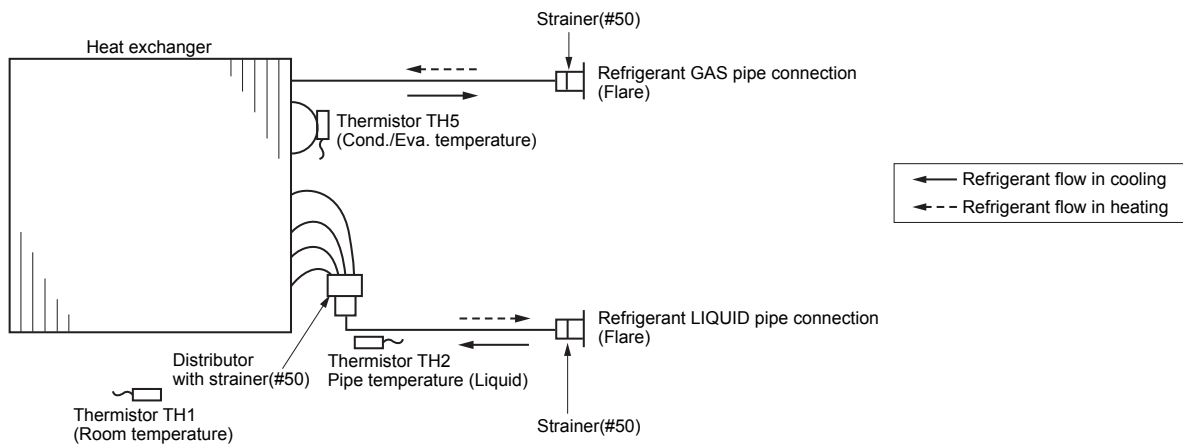 Strainer(#50)
Heat exchanger
Refrigerant GAS pipe connection
(Flare)
Thermistor TH5
(Cond./Eva. temperature)
Refrigerant flow in cooling
Refrigerant flow in heating
Refrigerant LIQUID pipe connection
(Flare)
Distributor
with strainer(#50)
Thermistor TH2
Pipe temperature (Liquid)
Thermistor TH1
(Room temperature)
Strainer(#50)